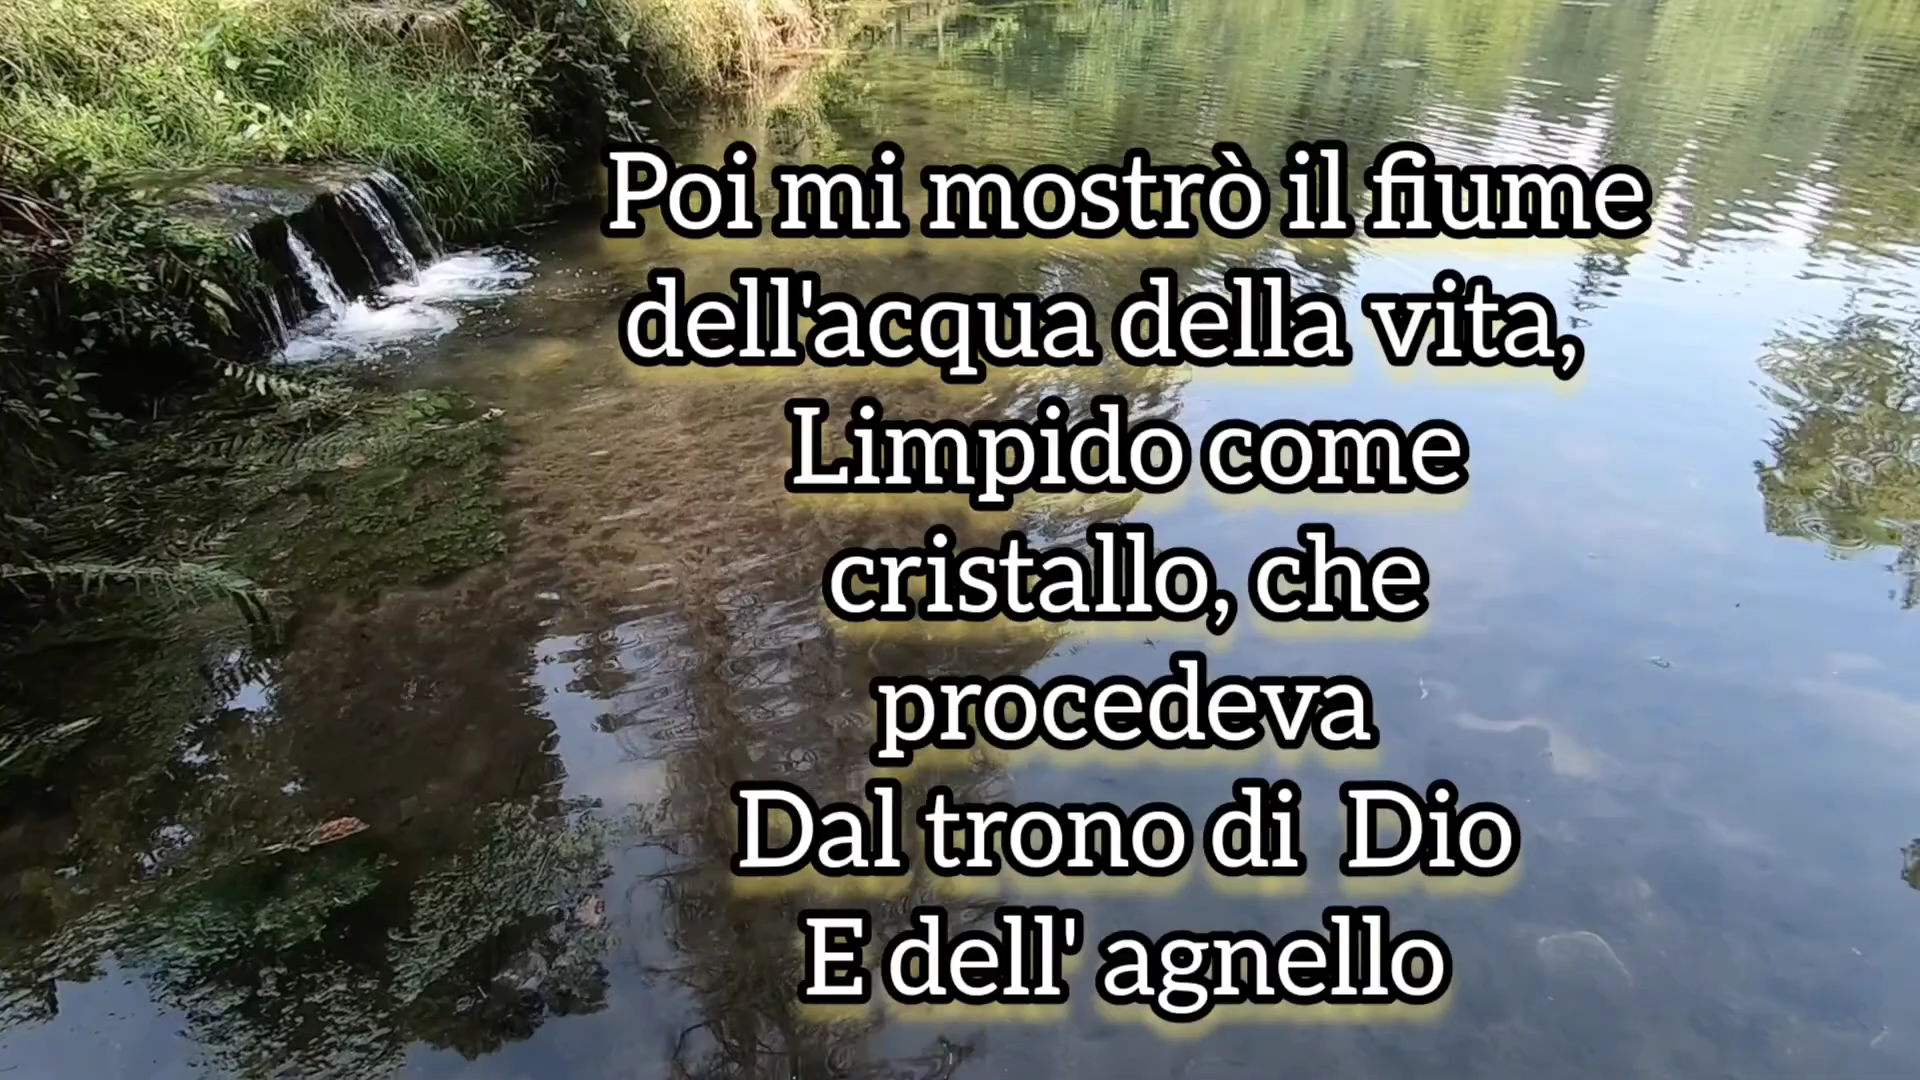 Poi mi mostrò il fiume
dell'acqua della vita,
Limpido come
cristallo, che
procedeva
Dal trono di  Dio
E dell' agnello